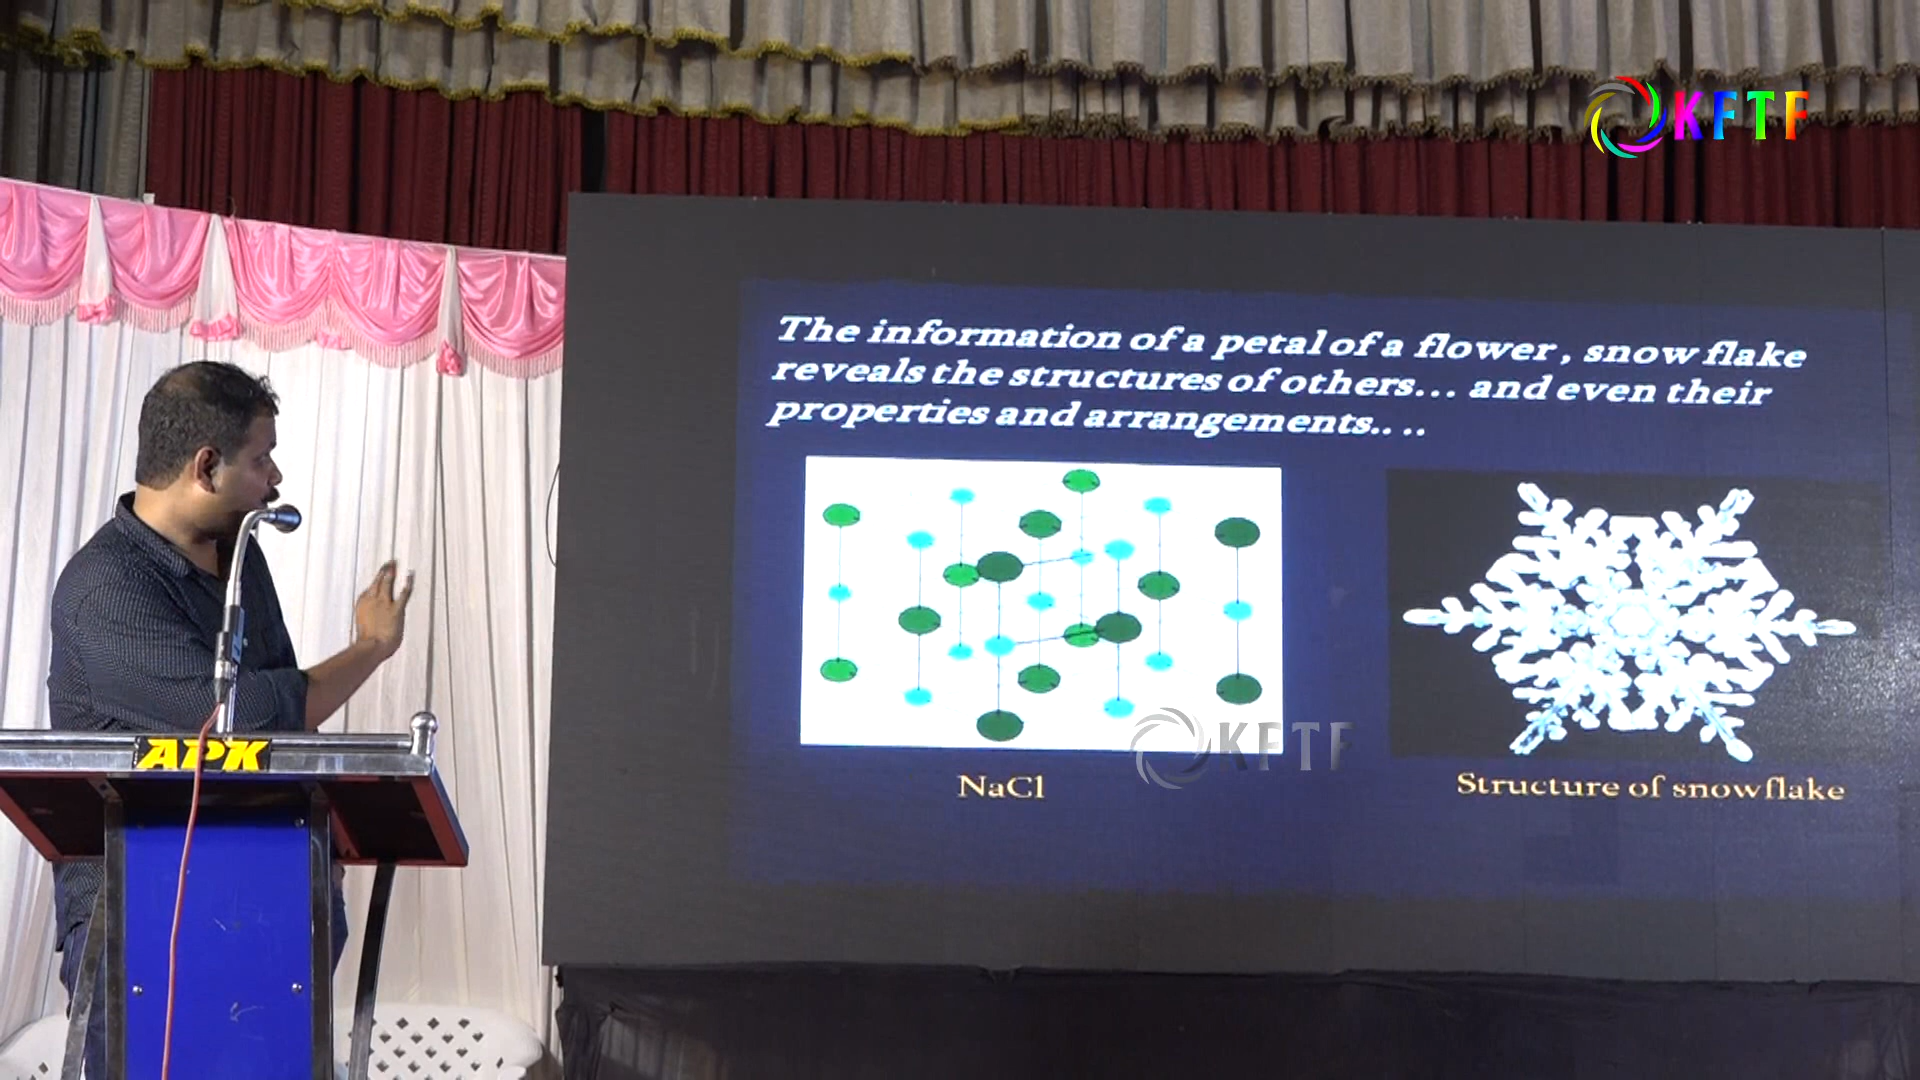 KFTF
The information of a petal of a flower , snow flake
reveals the structures of others... and even their
properties and arrangements.. ..
KFTF
NaCl
Structure of snowflake
APK